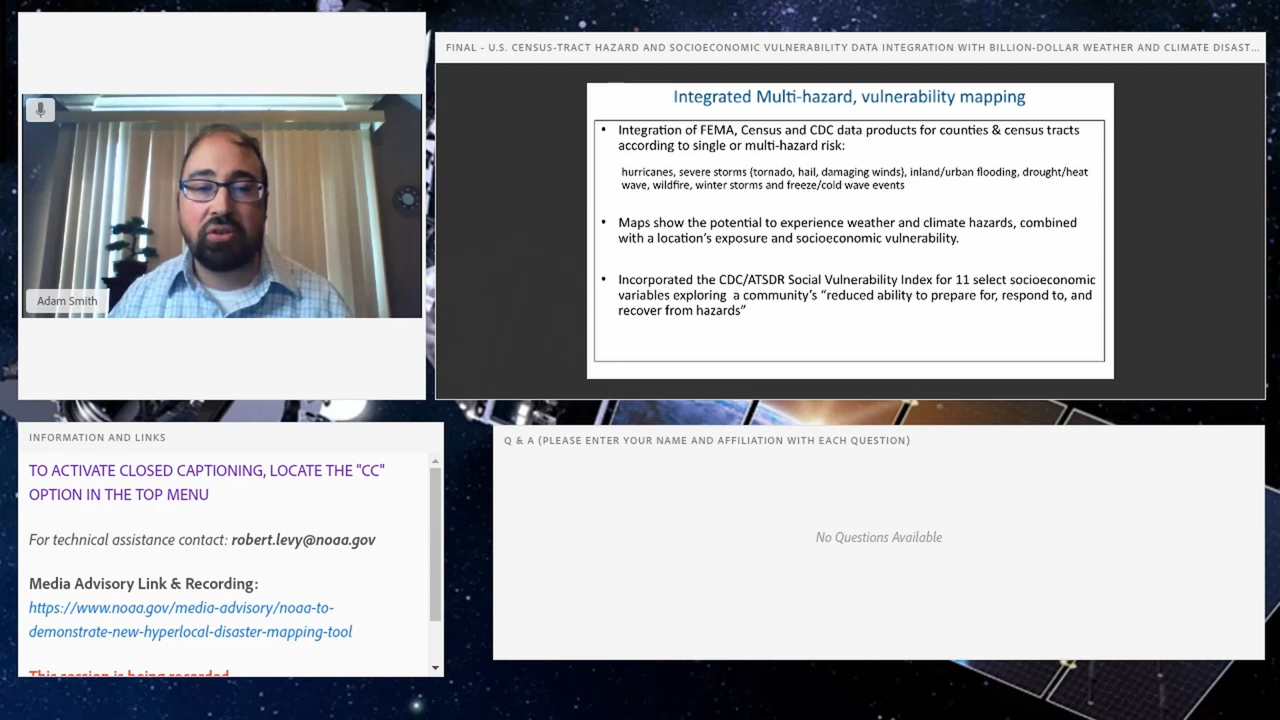 Adam Smith
FINAL - U.S. CENSUS-TRACT HAZARD AND SOCIOECONOMIC VULNERABILITY DATA INTEGRATION WITH BILLION-DOLLAR WEATHER AND CLIMATE DISAST...
Integrated Multi-hazard, vulnerability mapping
• Integration of FEMA, Census and CDC data products for counties & census tracts
according to single or multi-hazard risk:
hurricanes, severe storms (tornado, hail, damaging winds), inland/urban flooding, drought/heat
wave, wildfire, winter storms and freeze/cold wave events
• Maps show the potential to experience weather and climate hazards, combined
with a location's exposure and socioeconomic vulnerability.
• Incorporated the CDC/ATSDR Social Vulnerability Index for 11 select socioeconomic
variables exploring a community's “reduced ability to prepare for, respond to, and
recover from hazards”
INFORMATION AND LINKS
TO ACTIVATE CLOSED CAPTIONING, LOCATE THE "CC"
OPTION IN THE TOP MENU
For technical assistance contact: robert.levy@noaa.gov
Media Advisory Link & Recording:
https://www.noaa.gov/media-advisory/noaa-to-
demonstrate-new-hyperlocal-disaster-mapping-tool
This session is being recorded
Q & A (PLEASE ENTER YOUR NAME AND AFFILIATION WITH EACH QUESTION)
No Questions Available